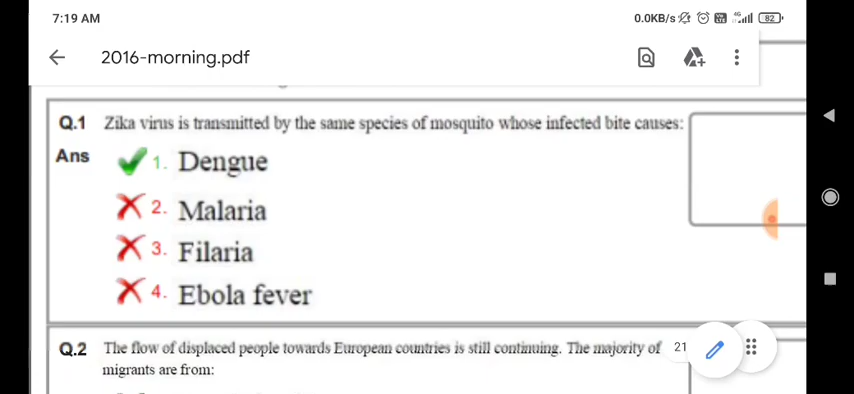 7:19 AM
0.0KB/s 4G 82
2016-morning.pdf
Q.1 Zika virus is transmitted by the same species of mosquito whose infected bite causes:
Ans 1. Dengue
2. Malaria
3. Filaria
4. Ebola fever
Q.2 The flow of displaced people towards European countries is still continuing. The majority of
21
migrants are from: